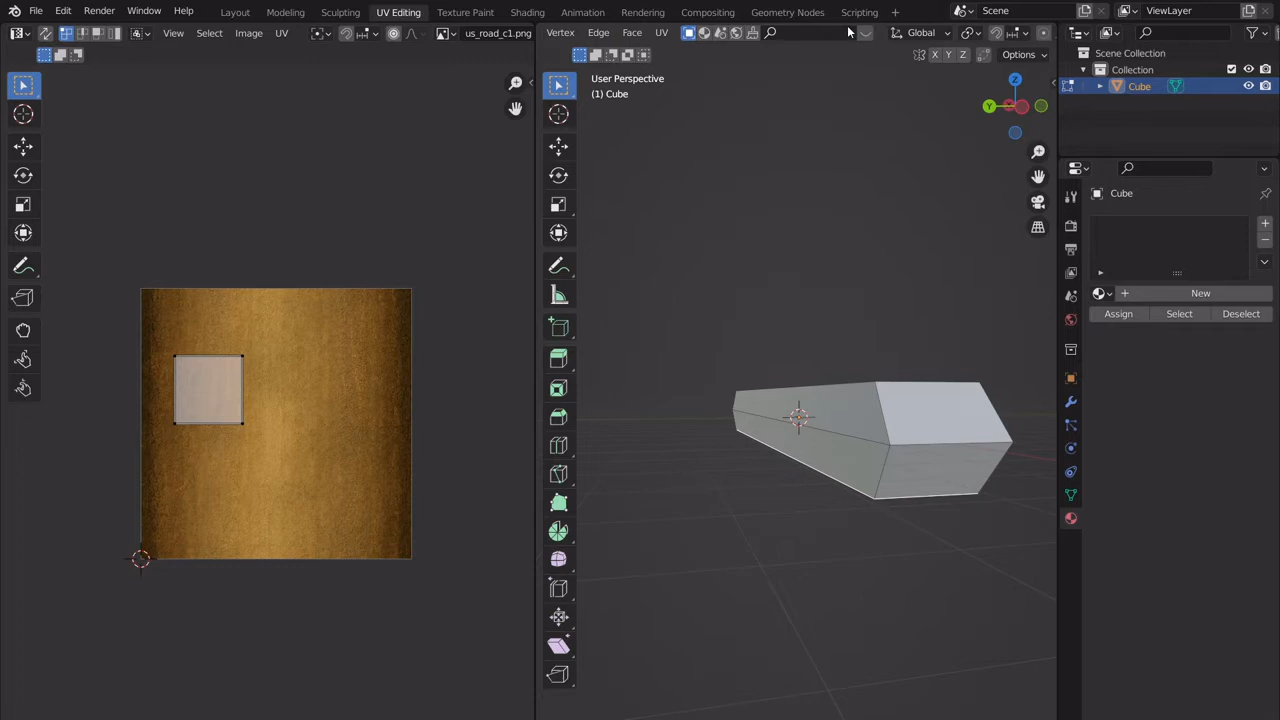 File Edit Render Window Help Layout Modeling Sculpting UV Editing Texture Paint Shading Animation Rendering Compositing Geometry Nodes Scripting + Scene ViewLayer
View Select Image UV us_road_c1.png Vertex Edge Face UV Global
X Y Z Options
Scene Collection
Collection
Cube
User Perspective
(1) Cube
Z
Y
Cube
New
Assign Select Deselect